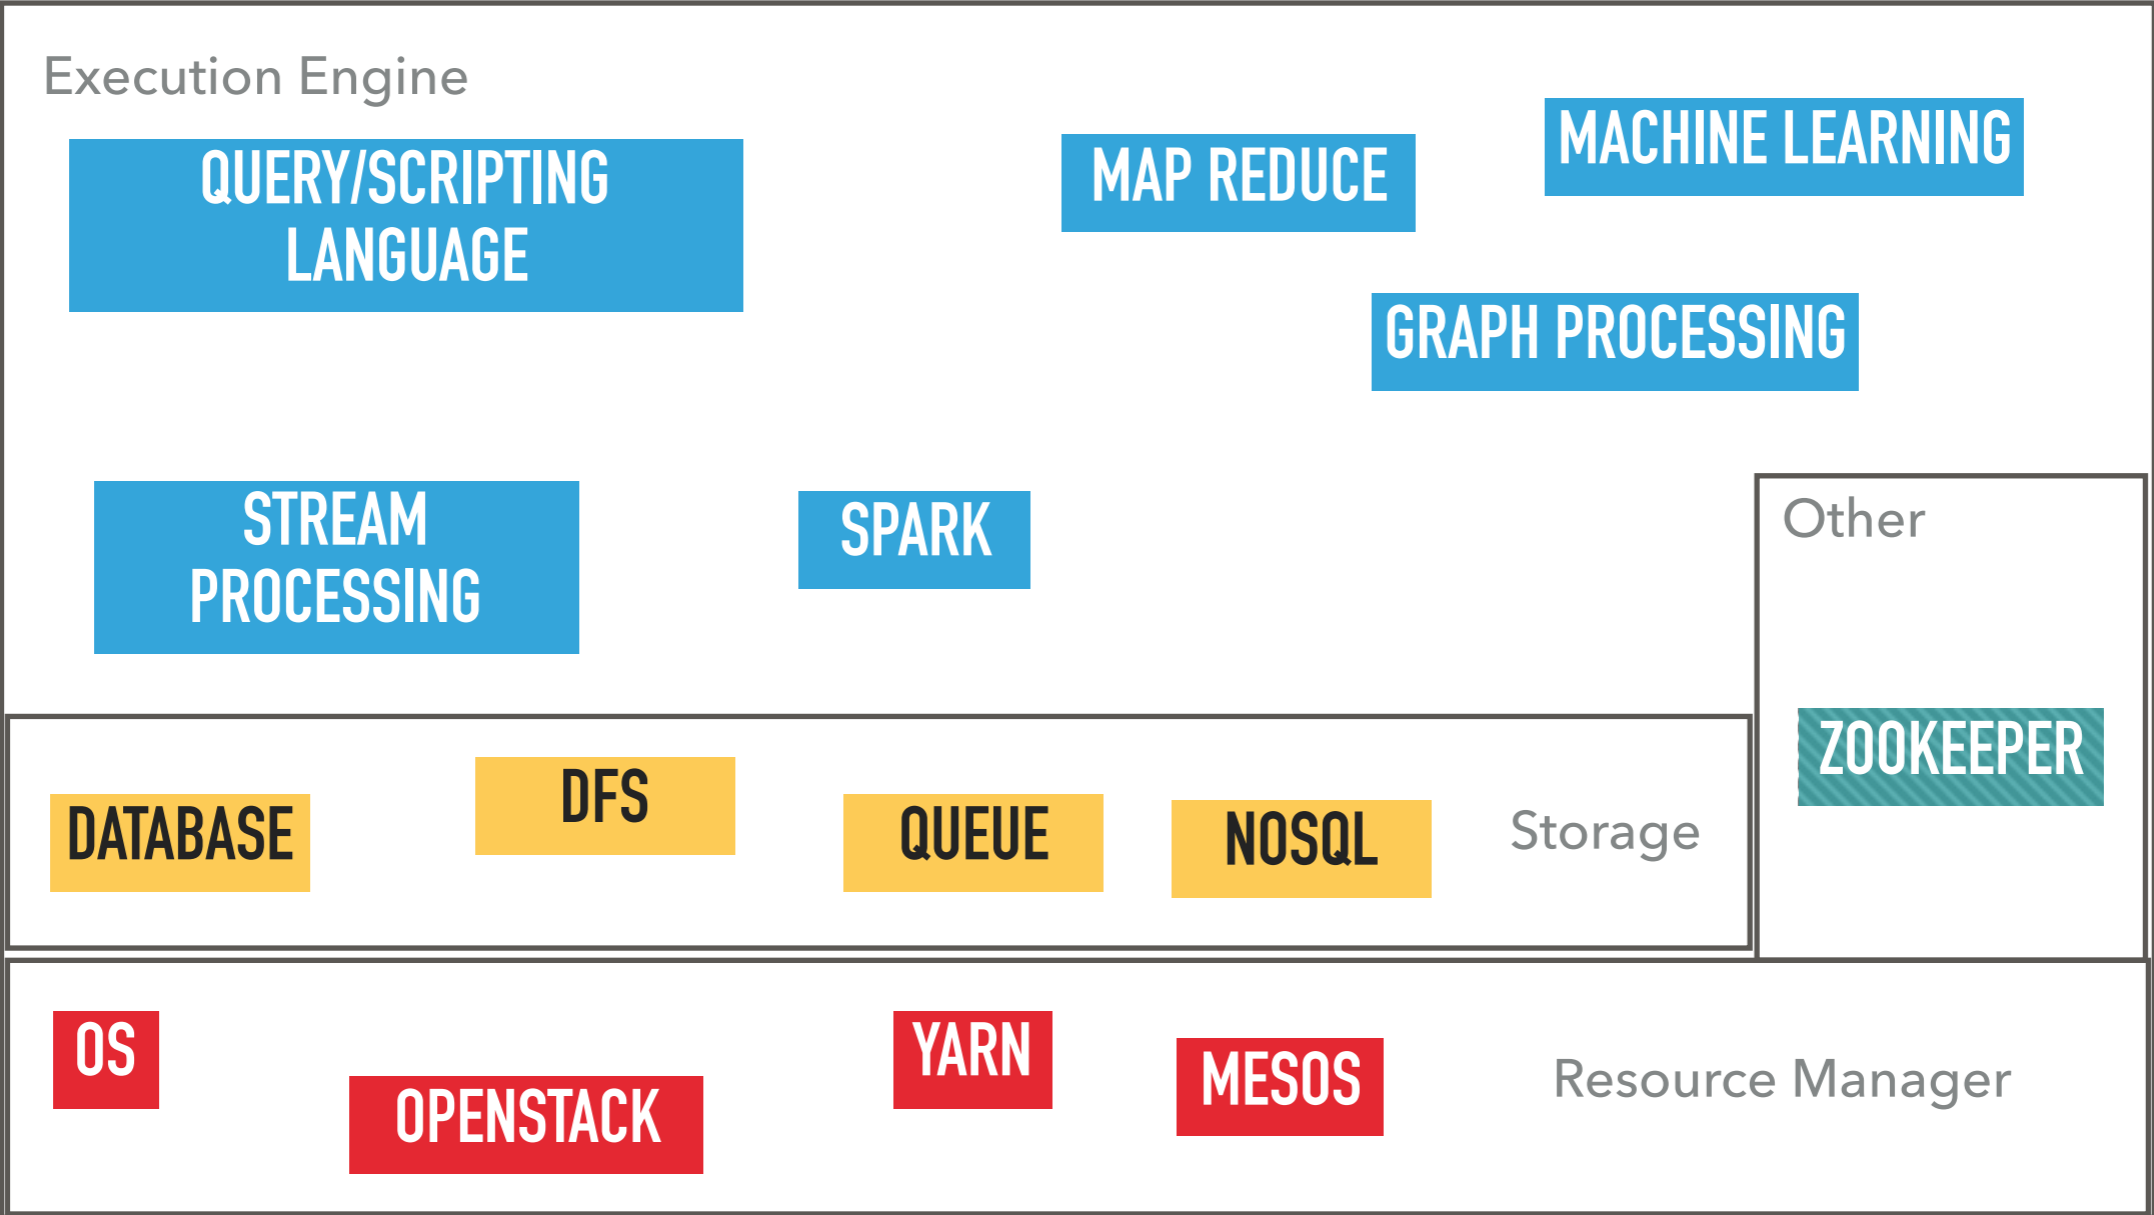 Execution Engine
QUERY/SCRIPTING
LANGUAGE
MAP REDUCE
MACHINE LEARNING
GRAPH PROCESSING
STREAM
PROCESSING
SPARK
Other
ZOOKEEPER
DATABASE
DFS
QUEUE
NOSQL
Storage
OS
OPENSTACK
YARN
MESOS
Resource Manager